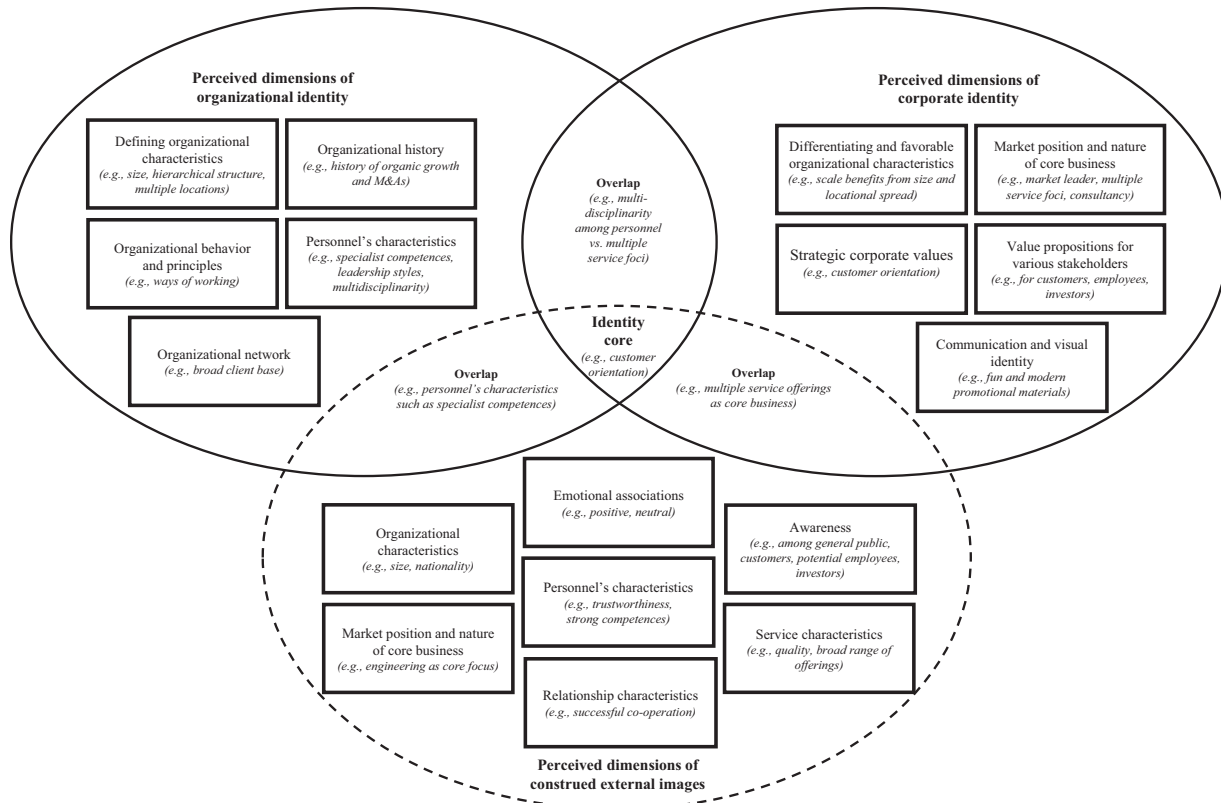 Perceived dimensions of
organizational identity
Defining organizational
characteristics
(e.g., size, hierarchical structure,
multiple locations)
Organizational history
(e.g., history of organic growth
and M&As)
Organizational behavior
and principles
(e.g., ways of working)
Personnel's characteristics
(e.g., specialist competences,
leadership styles,
multidisciplinarity)
Organizational network
(e.g., broad client base)
Overlap
(e.g., multi-
disciplinarity
among personnel
vs. multiple
service foci)
Perceived dimensions of
corporate identity
Differentiating and favorable
organizational characteristics
(e.g., scale benefits from size and
locational spread)
Market position and nature
of core business
(e.g., market leader, multiple
service foci, consultancy)
Strategic corporate values
(e.g., customer orientation)
Value propositions for
various stakeholders
(e.g., for customers, employees,
investors)
Communication and visual
identity
(e.g., fun and modern
promotional materials)
Identity
core
(e.g., customer
orientation)
Overlap
(e.g., personnel's characteristics
such as specialist competences)
Overlap
(e.g., multiple service offerings
as core business)
Emotional associations
(e.g., positive, neutral)
Organizational
characteristics
(e.g., size, nationality)
Awareness
(e.g., among general public,
customers, potential employees,
investors)
Personnel's characteristics
(e.g., trustworthiness,
strong competences)
Market position and nature
of core business
(e.g., engineering as core focus)
Service characteristics
(e.g., quality, broad range of
offerings)
Relationship characteristics
(e.g., successful co-operation)
Perceived dimensions of
construed external images